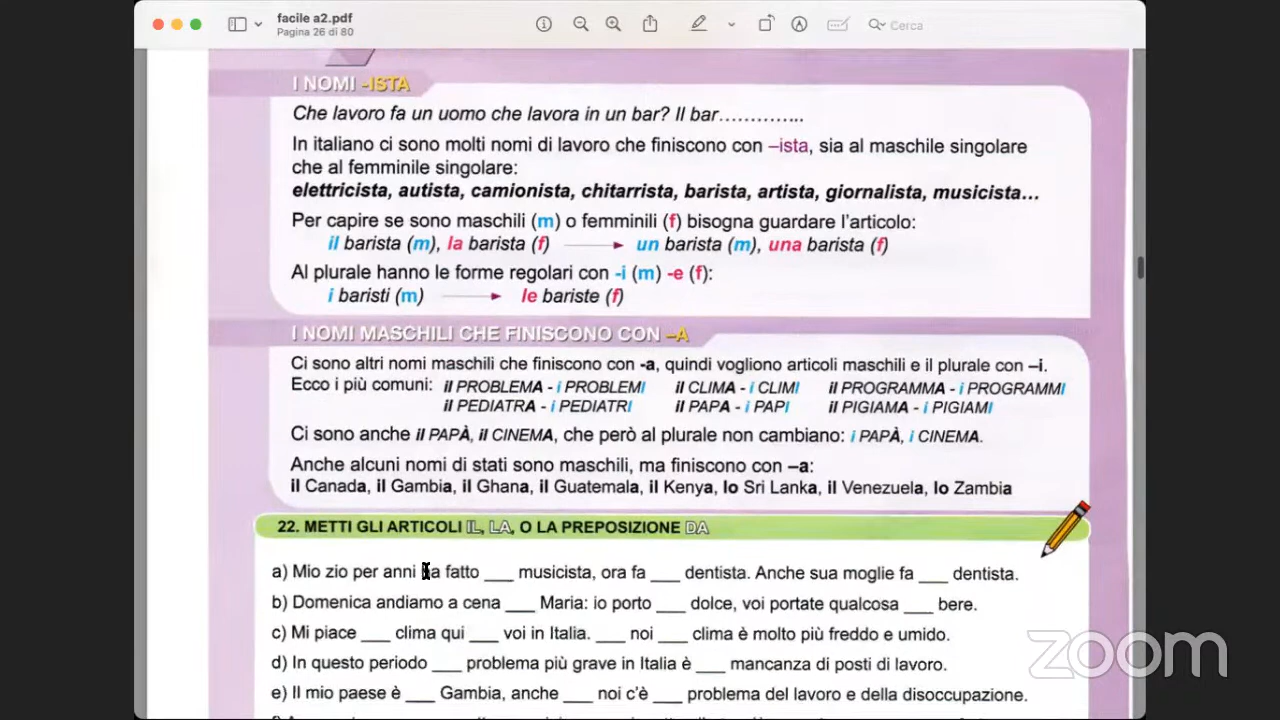 facile a2.pdf
Pagina 26 di 80
Cerca
I NOMI -ISTA
Che lavoro fa un uomo che lavora in un bar? Il bar…………..
In italiano ci sono molti nomi di lavoro che finiscono con –ista, sia al maschile singolare
che al femminile singolare:
elettricista, autista, camionista, chitarrista, barista, artista, giornalista, musicista…
Per capire se sono maschili (m) o femminili (f) bisogna guardare l'articolo:
il barista (m), la barista (f) un barista (m), una barista (f)
Al plurale hanno le forme regolari con -i (m) -e (f):
i baristi (m) le bariste (f)
I NOMI MASCHILI CHE FINISCONO CON –A
Ci sono altri nomi maschili che finiscono con -a, quindi vogliono articoli maschili e il plurale con –i.
Ecco i più comuni: il PROBLEMA - i PROBLEMI il CLIMA - i CLIMI il PROGRAMMA - i PROGRAMMI
il PEDIATRA - i PEDIATRI il PAPA - i PAPI il PIGIAMA - i PIGIAMI
Ci sono anche il PAPÀ, il CINEMA, che però al plurale non cambiano: i PAPÀ, i CINEMA.
Anche alcuni nomi di stati sono maschili, ma finiscono con –a:
il Canada, il Gambia, il Ghana, il Guatemala, il Kenya, lo Sri Lanka, il Venezuela, lo Zambia
22. METTI GLI ARTICOLI IL, LA, O LA PREPOSIZIONE DA
a) Mio zio per anni ha fatto ___ musicista, ora fa ___ dentista. Anche sua moglie fa ___ dentista.
b) Domenica andiamo a cena ___ Maria: io porto ___ dolce, voi portate qualcosa ___ bere.
c) Mi piace ___ clima qui ___ voi in Italia. ___ noi ___ clima è molto più freddo e umido.
d) In questo periodo ___ problema più grave in Italia è ___ mancanza di posti di lavoro.
e) Il mio paese è ___ Gambia, anche ___ noi c'è ___ problema del lavoro e della disoccupazione.
zoom